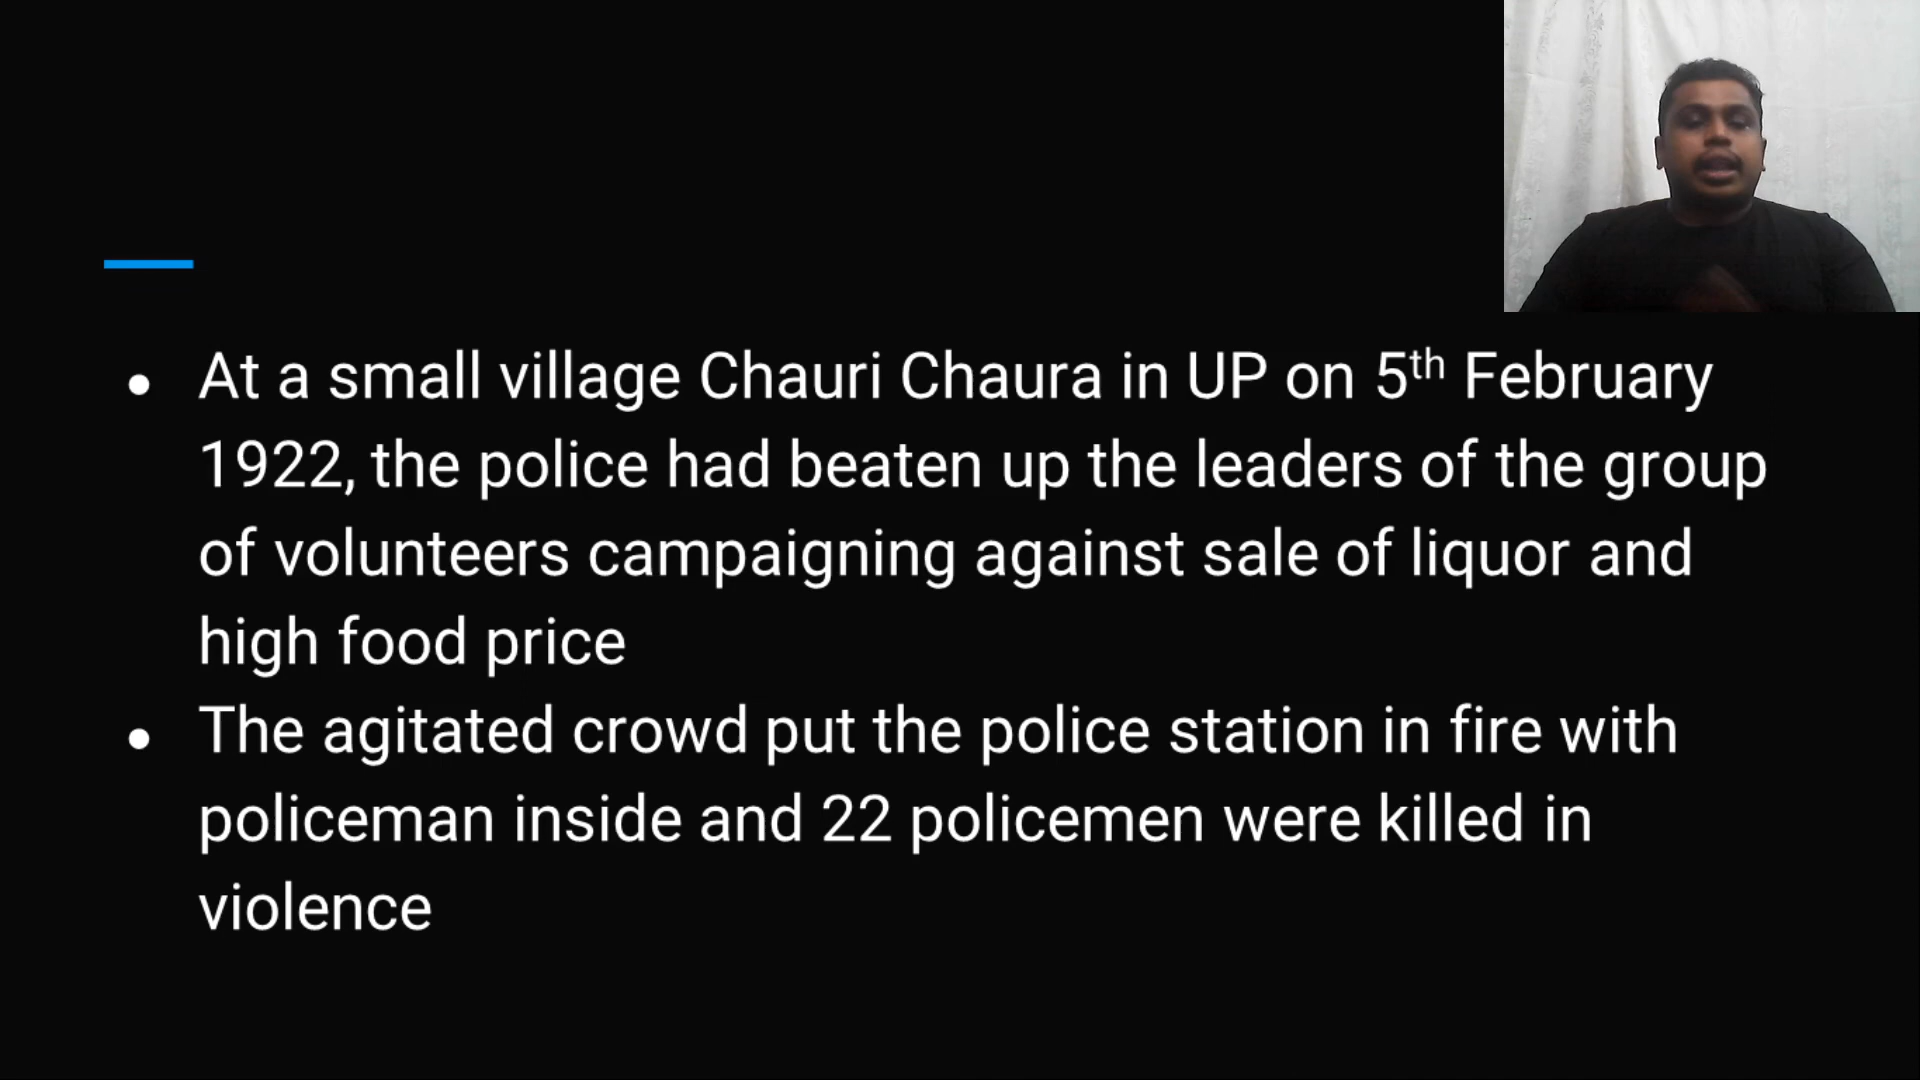 • At a small village Chauri Chaura in UP on 5th February
1922, the police had beaten up the leaders of the group
of volunteers campaigning against sale of liquor and
high food price
• The agitated crowd put the police station in fire with
policeman inside and 22 policemen were killed in
violence